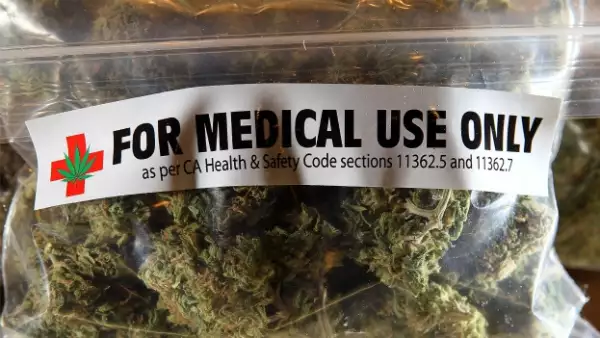 FOR MEDICAL USE ONLY
as per CA Health & Safety Code sections 11362.5 and 11362.7